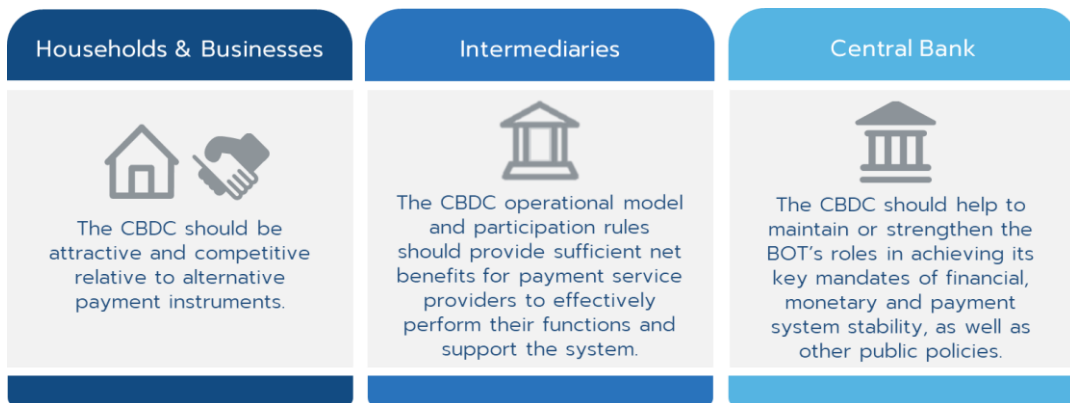 Households & Businesses
The CBDC should be
attractive and competitive
relative to alternative
payment instruments.
Intermediaries
The CBDC operational model
and participation rules
should provide sufficient net
benefits for payment service
providers to effectively
perform their functions and
support the system.
Central Bank
The CBDC should help to
maintain or strengthen the
BOT's roles in achieving its
key mandates of financial,
monetary and payment
system stability, as well as
other public policies.